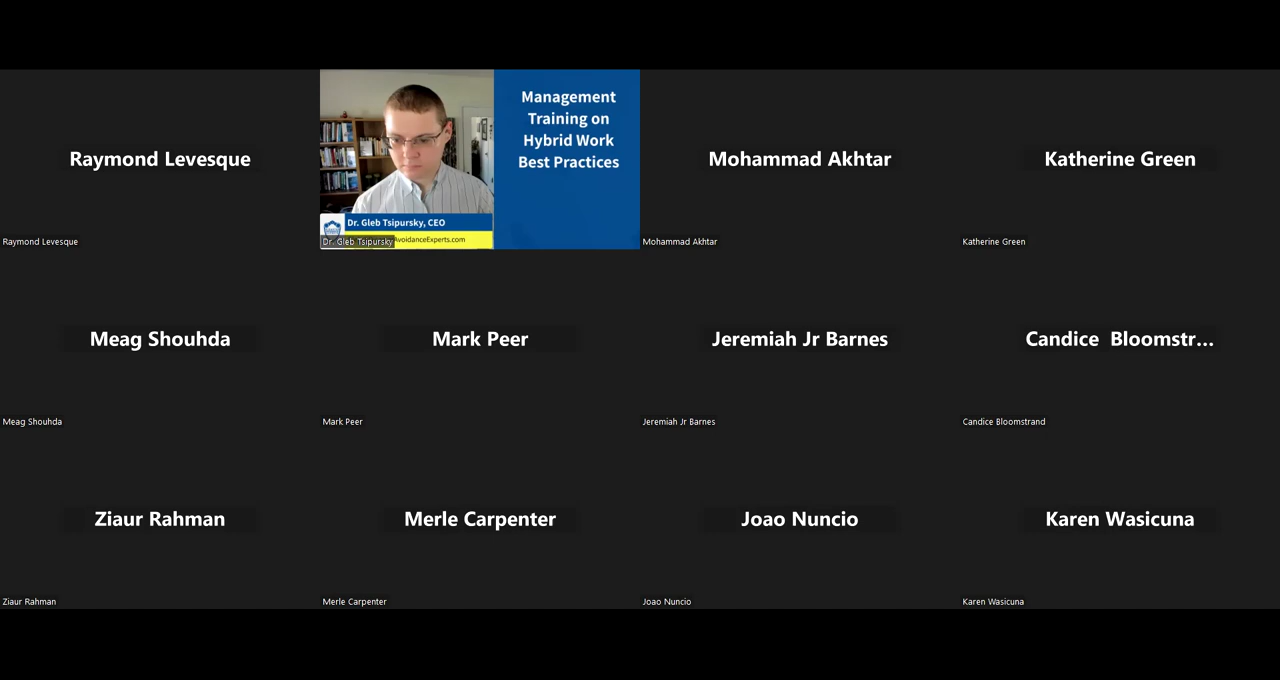 Raymond Levesque
Raymond Levesque
Management
Training on
Hybrid Work
Best Practices
Dr. Gleb Tsipursky, CEO
AvoidanceExperts.com
Dr. Gleb Tsipursky
Mohammad Akhtar
Mohammad Akhtar
Katherine Green
Katherine Green
Meag Shouhda
Meag Shouhda
Mark Peer
Mark Peer
Jeremiah Jr Barnes
Jeremiah Jr Barnes
Candice Bloomstr...
Candice Bloomstrand
Ziaur Rahman
Ziaur Rahman
Merle Carpenter
Merle Carpenter
Joao Nuncio
Joao Nuncio
Karen Wasicuna
Karen Wasicuna